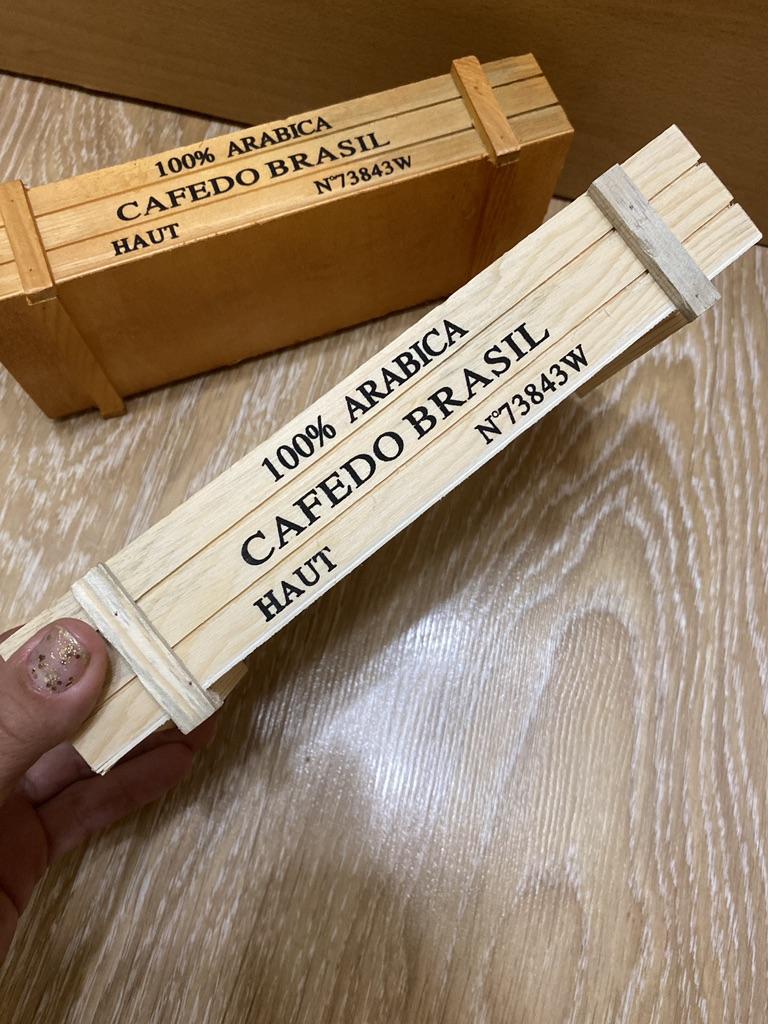 100% ARABICA
CAFEDO BRASIL
N°73843W
HAUT
100% ARABICA
CAFEDO BRASIL
N°73843W
HAUT